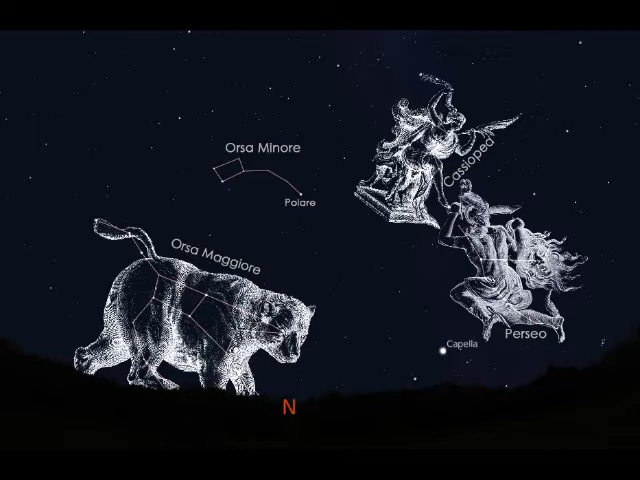 Orsa Minore
Cassiopea
Polare
Orsa Maggiore
Perseo
Capella
N